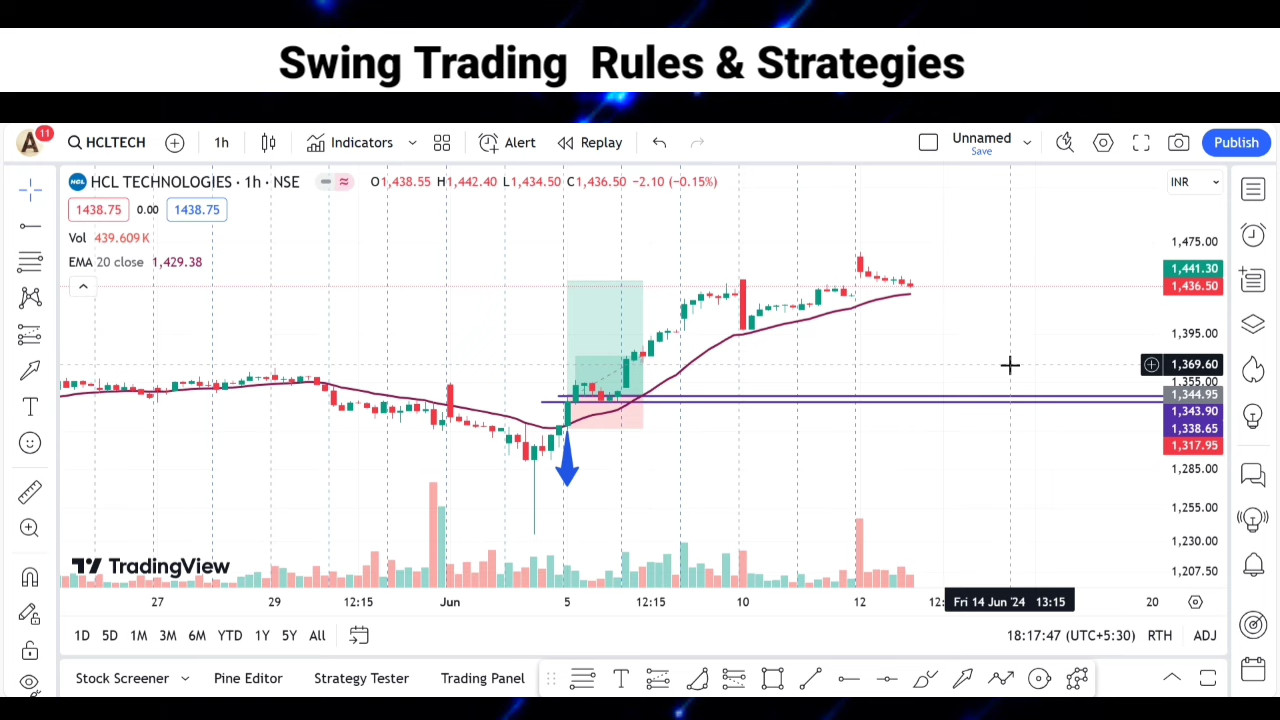 Swing Trading Rules & Strategies
A 11 HCLTECH 1h Indicators Alert Replay Unnamed Save Publish
HCL HCL TECHNOLOGIES · 1h · NSE O1,438.55 H1,442.40 L1,434.50 C1,436.50 −2.10 (−0.15%) INR
1438.75 0.00 1438.75
Vol 439.609K
EMA 20 close 1,429.38
1,475.00
1,441.30
1,436.50
1,395.00
1,369.60
1,355.00
1,344.95
1,343.90
1,338.65
1,317.95
1,285.00
1,255.00
1,230.00
1,207.50
TradingView
27 29 12:15 Jun 5 12:15 10 12 12: Fri 14 Jun '24 13:15 20
1D 5D 1M 3M 6M YTD 1Y 5Y All 18:17:47 (UTC+5:30) RTH ADJ
Stock Screener Pine Editor Strategy Tester Trading Panel